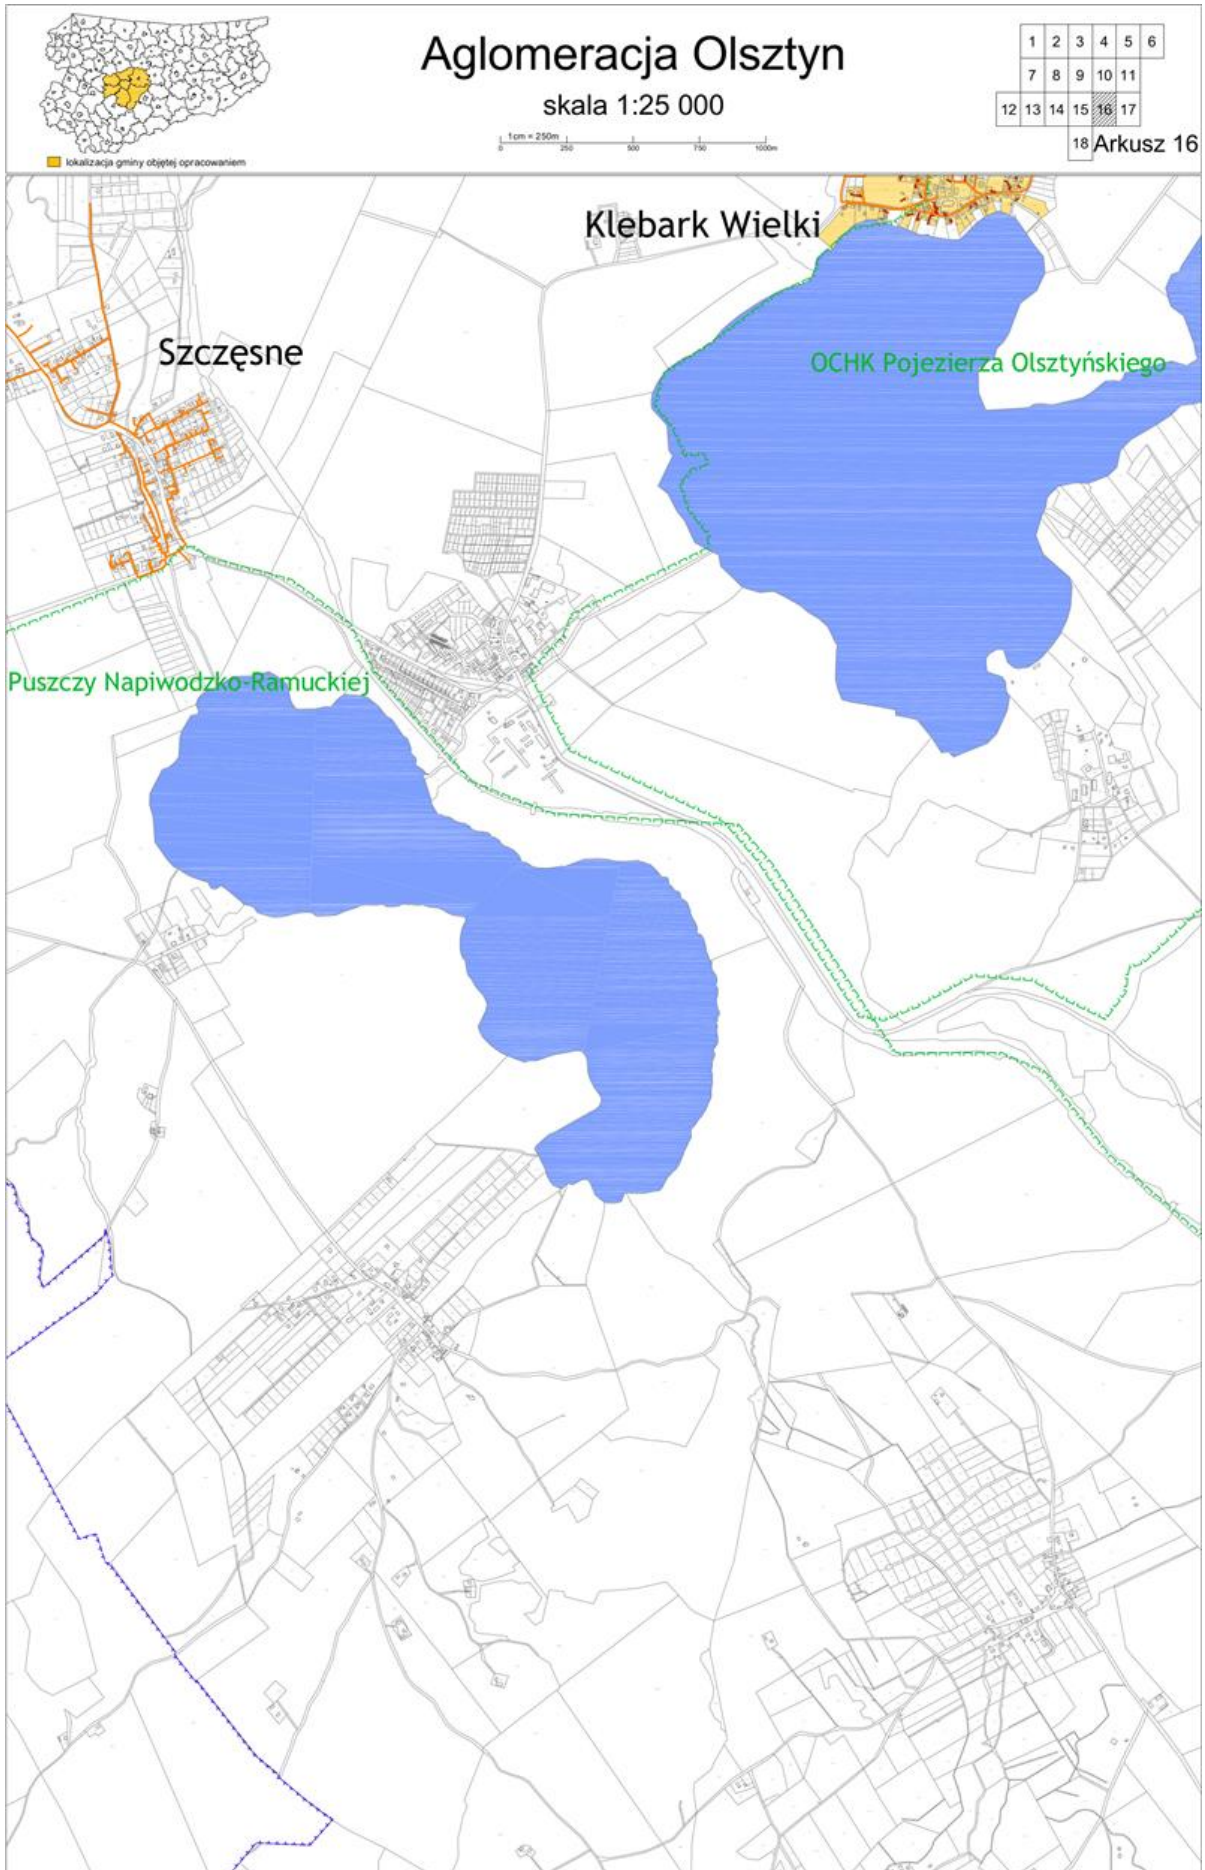 Aglomeracja Olsztyn
skala 1:25 000
1cm = 250m
0 250 500 750 1000m
lokalizacja gminy objętej opracowaniem
1 2 3 4 5 6
7 8 9 10 11
12 13 14 15 16 17
18 Arkusz 16
Klebark Wielki
Szczęsne
OCHK Pojezierza Olsztyńskiego
Puszczy Napiwodzko-Ramuckiej